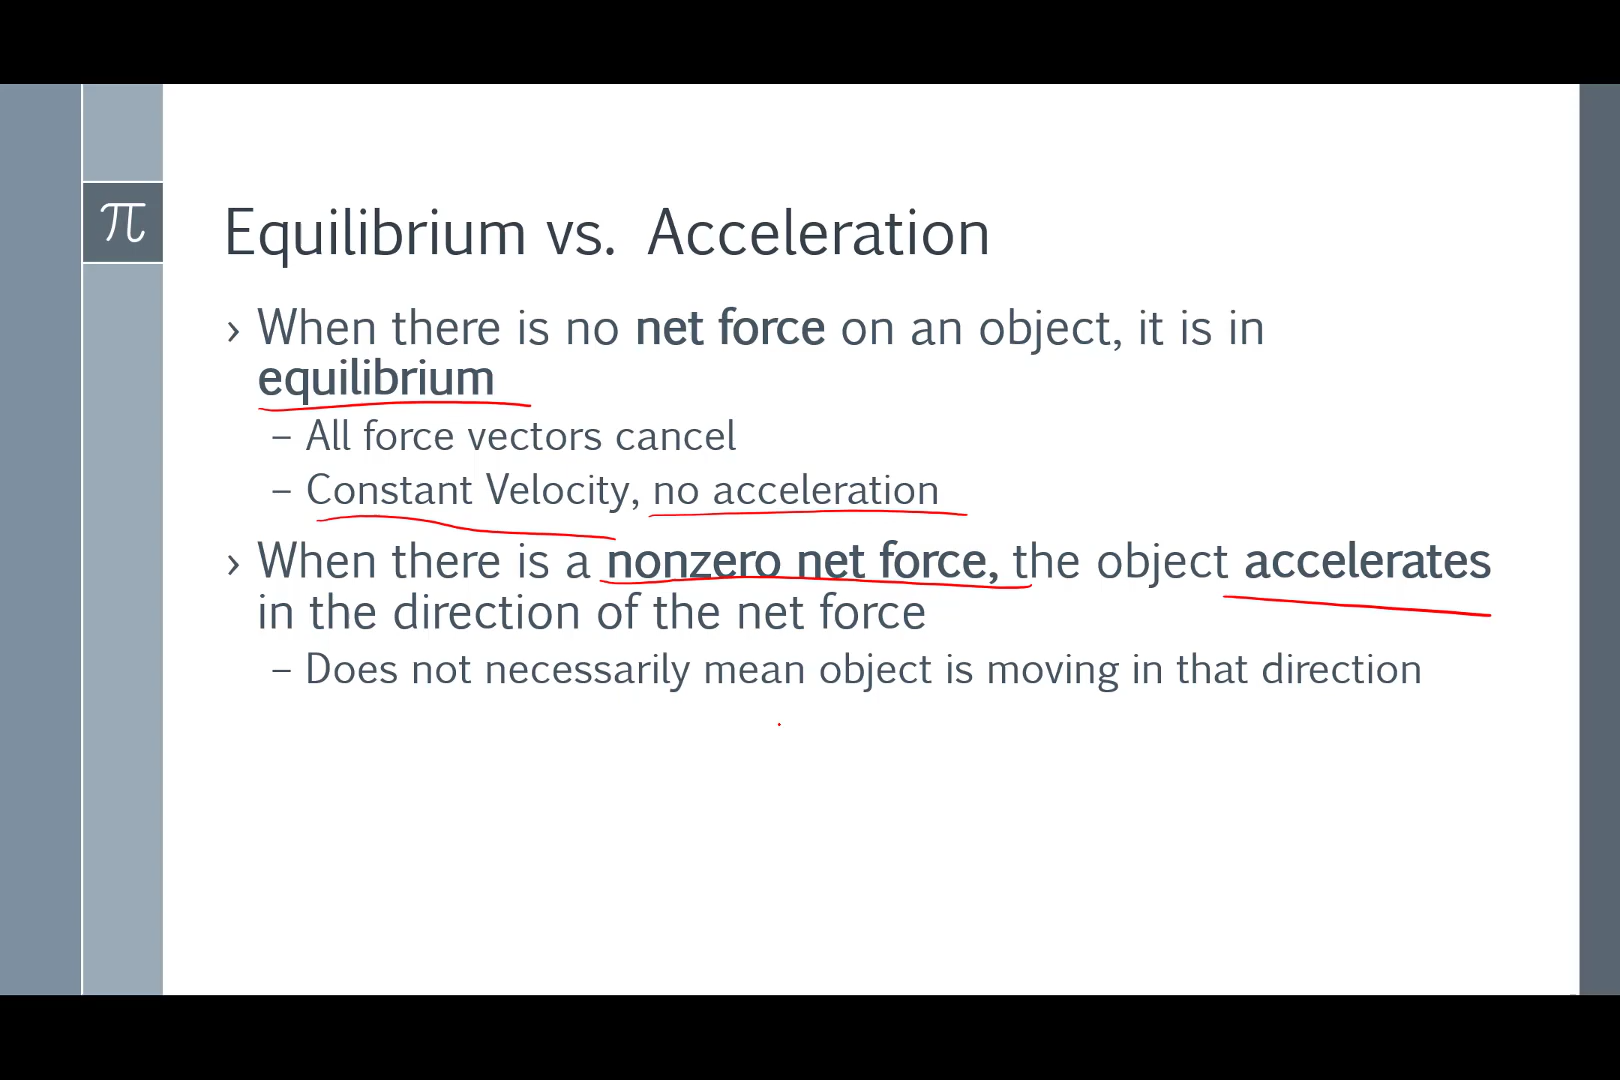 π
Equilibrium vs. Acceleration
› When there is no net force on an object, it is in
equilibrium
– All force vectors cancel
– Constant Velocity, no acceleration
› When there is a nonzero net force, the object accelerates
in the direction of the net force
– Does not necessarily mean object is moving in that direction